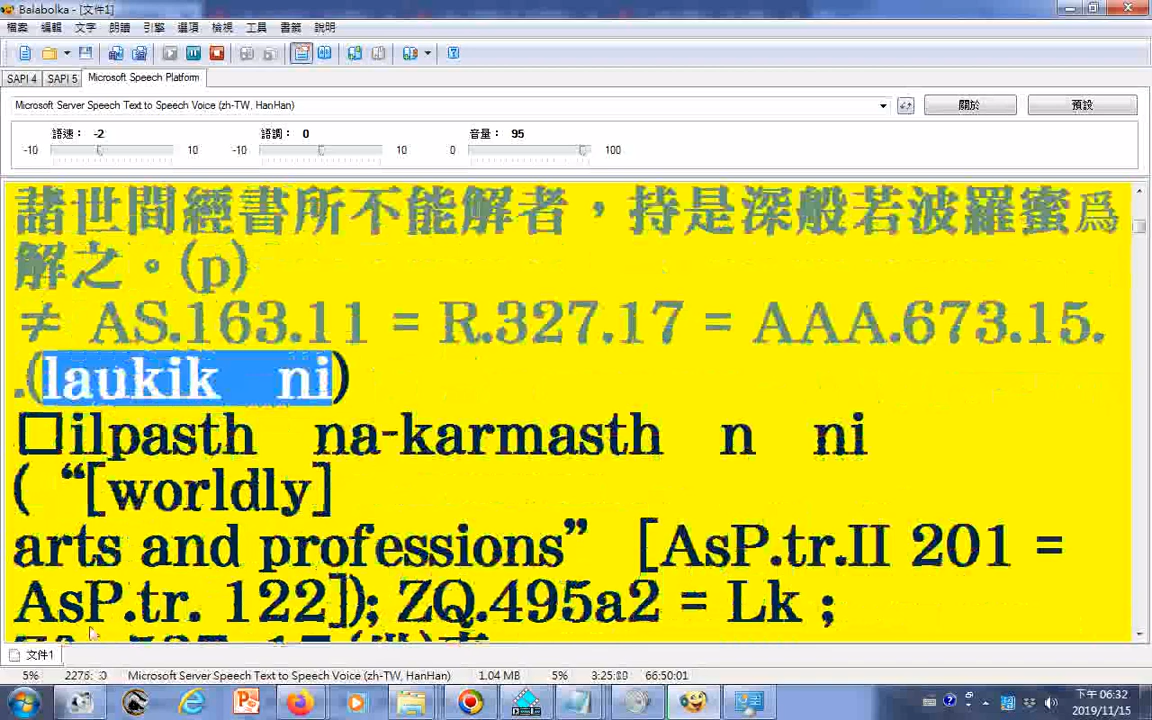 Balabolka - [文件1]
檔案 編輯 文字 朗讀 引擎 選項 檢視 工具 書籤 說明
SAPI 4 SAPI 5 Microsoft Speech Platform
Microsoft Server Speech Text to Speech Voice (zh-TW, HanHan) 關於 預設
語速： -2 語調： 0 音量： 95
-10 10 -10 10 0 100
諸世間經書所不能解者，持是深般若波羅蜜爲
解之。(p)
≠ AS.163.11 = R.327.17 = AAA.673.15.
.(laukik ni)
□ilpasth na-karmasth n ni
( “[worldly]
arts and professions” [AsP.tr.II 201 =
AsP.tr. 122]); ZQ.495a2 = Lk ;
文件1
5% Microsoft Server Speech Text to Speech Voice (zh-TW, HanHan) 1.04 MB 5% 66:50:01
下午 06:32
2019/11/15